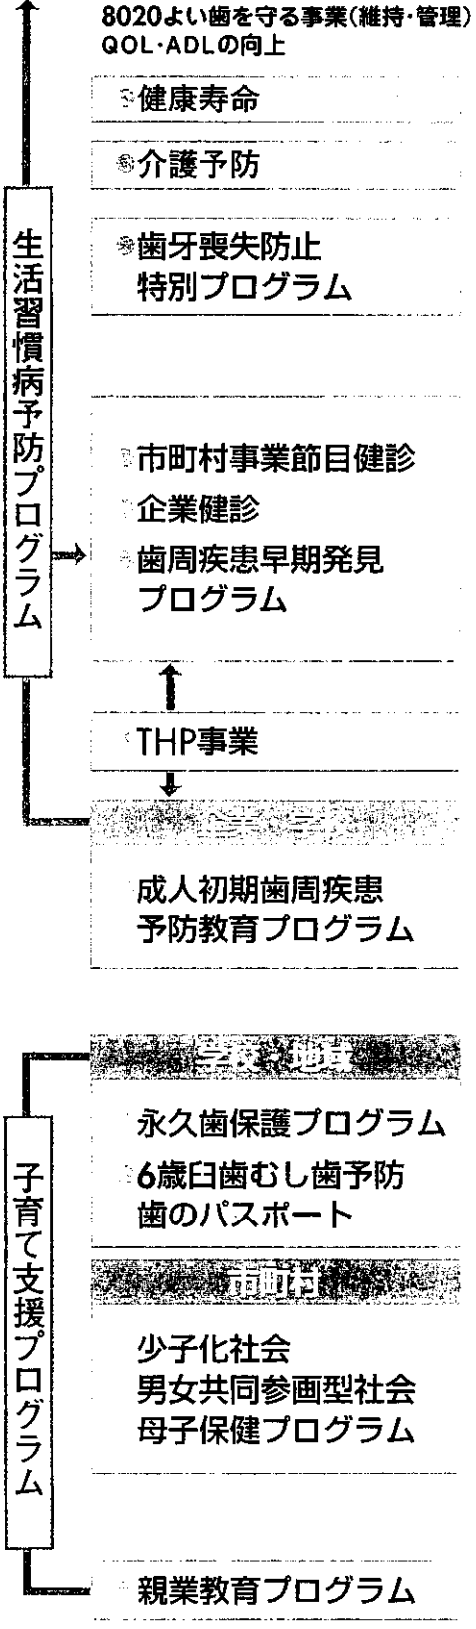 8020よい歯を守る事業(維持・管理)
QOL・ADLの向上
健康寿命
介護予防
歯牙喪失防止
特別プログラム
生活習慣病予防プログラム
市町村事業節目健診
企業健診
歯周疾患早期発見
プログラム
THP事業
企業・学校
成人初期歯周疾患
予防教育プログラム
学校・地域
永久歯保護プログラム
6歳臼歯むし歯予防
歯のパスポート
子育て支援プログラム
市町村
少子化社会
男女共同参画型社会
母子保健プログラム
親業教育プログラム